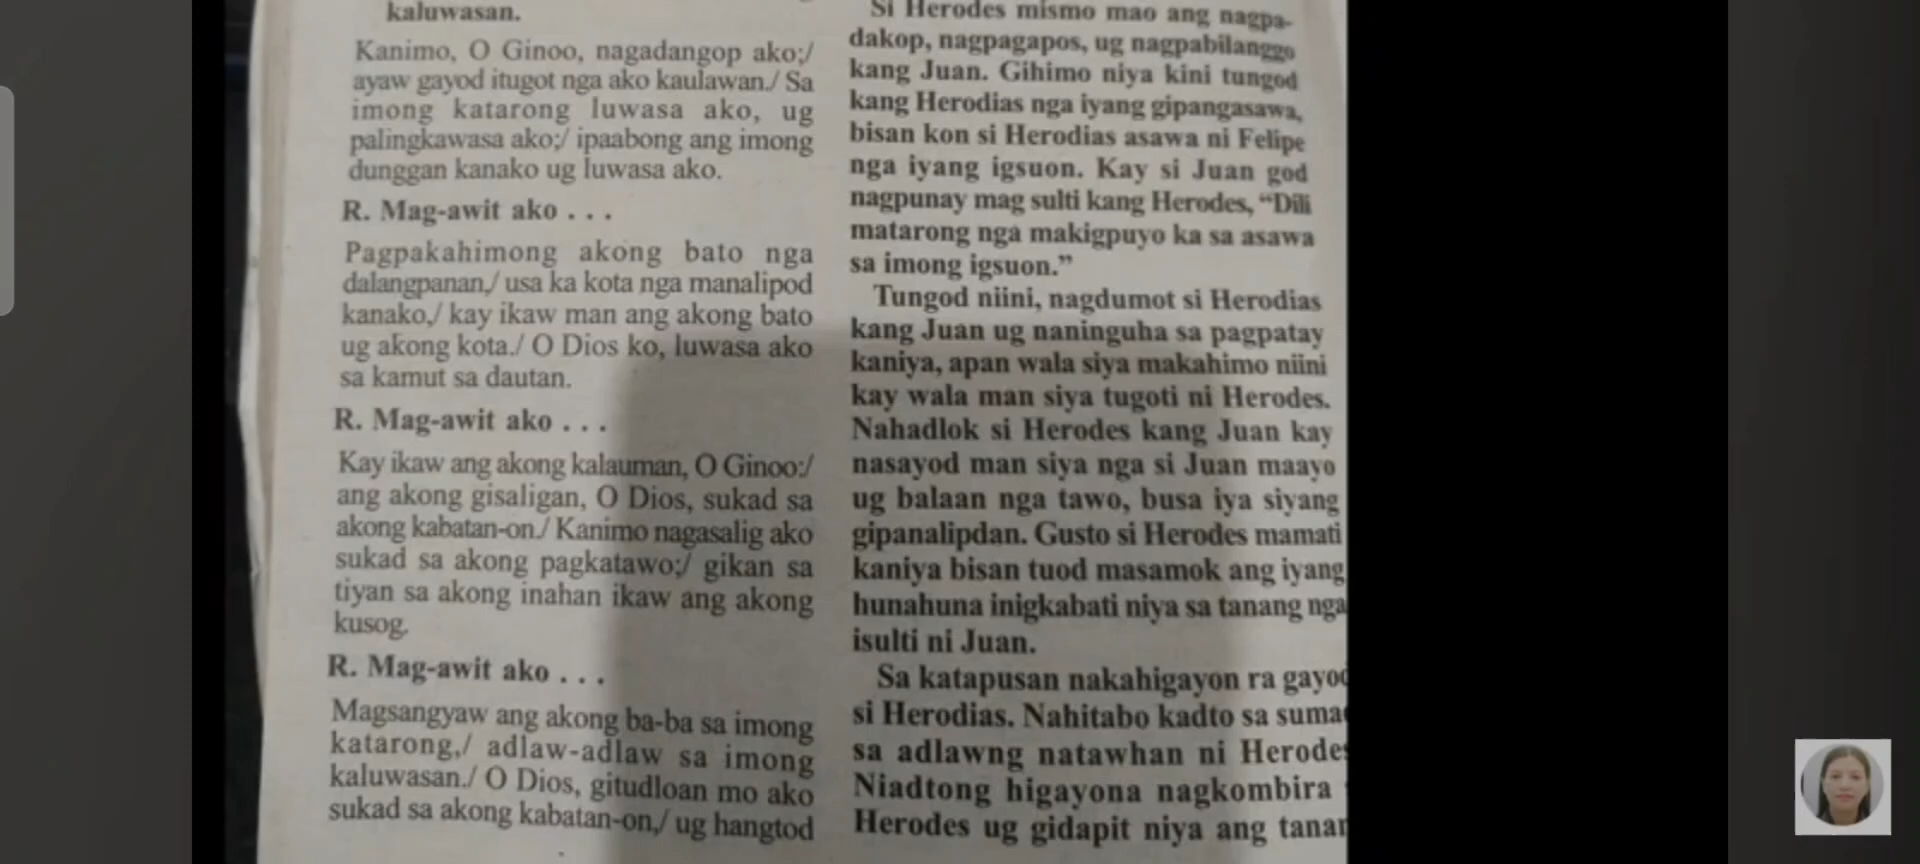 kaluwasan.
Kanimo, O Ginoo, nagadangop ako;/
ayaw gayod itugot nga ako kaulawan./ Sa
imong katarong luwasa ako, ug
palingkawasa ako;/ ipaabong ang imong
dunggan kanako ug luwasa ako.
R. Mag-awit ako . . .
Pagpakahimong akong bato nga
dalangpanan,/ usa ka kota nga manalipod
kanako,/ kay ikaw man ang akong bato
ug akong kota./ O Dios ko, luwasa ako
sa kamut sa dautan.
R. Mag-awit ako . . .
Kay ikaw ang akong kalauman, O Ginoo:/
ang akong gisaligan, O Dios, sukad sa
akong kabatan-on./ Kanimo nagasalig ako
sukad sa akong pagkatawo;/ gikan sa
tiyan sa akong inahan ikaw ang akong
kusog.
R. Mag-awit ako . . .
Magsangyaw ang akong ba-ba sa imong
katarong,/ adlaw-adlaw sa imong
kaluwasan./ O Dios, gitudloan mo ako
sukad sa akong kabatan-on,/ ug hangtod
Si Herodes mismo mao ang nagpa-
dakop, nagpagapos, ug nagpabilanggo
kang Juan. Gihimo niya kini tungod
kang Herodias nga iyang gipangasawa,
bisan kon si Herodias asawa ni Felipe
nga iyang igsuon. Kay si Juan god
nagpunay mag sulti kang Herodes, “Dili
matarong nga makigpuyo ka sa asawa
sa imong igsuon.”
Tungod niini, nagdumot si Herodias
kang Juan ug naninguha sa pagpatay
kaniya, apan wala siya makahimo niini
kay wala man siya tugoti ni Herodes.
Nahadlok si Herodes kang Juan kay
nasayod man siya nga si Juan maayo
ug balaan nga tawo, busa iya siyang
gipanalipdan. Gusto si Herodes mamati
kaniya bisan tuod masamok ang iyang
hunahuna inigkabati niya sa tanang nga
isulti ni Juan.
Sa katapusan nakahigayon ra gayod
si Herodias. Nahitabo kadto sa
sa adlawng natawhan ni Herodes
Niadtong higayona nagkombira
Herodes ug gidapit niya ang